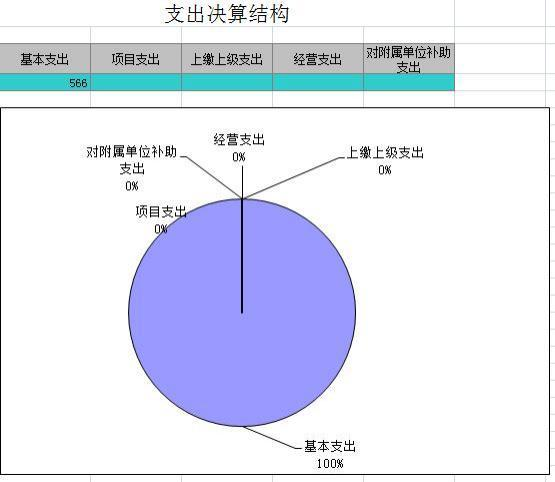 支出决算结构
基本支出 项目支出 上缴上级支出 经营支出 对附属单位补助
支出
566
经营支出
0%
对附属单位补助
支出
0%
上缴上级支出
0%
项目支出
0%
基本支出
100%